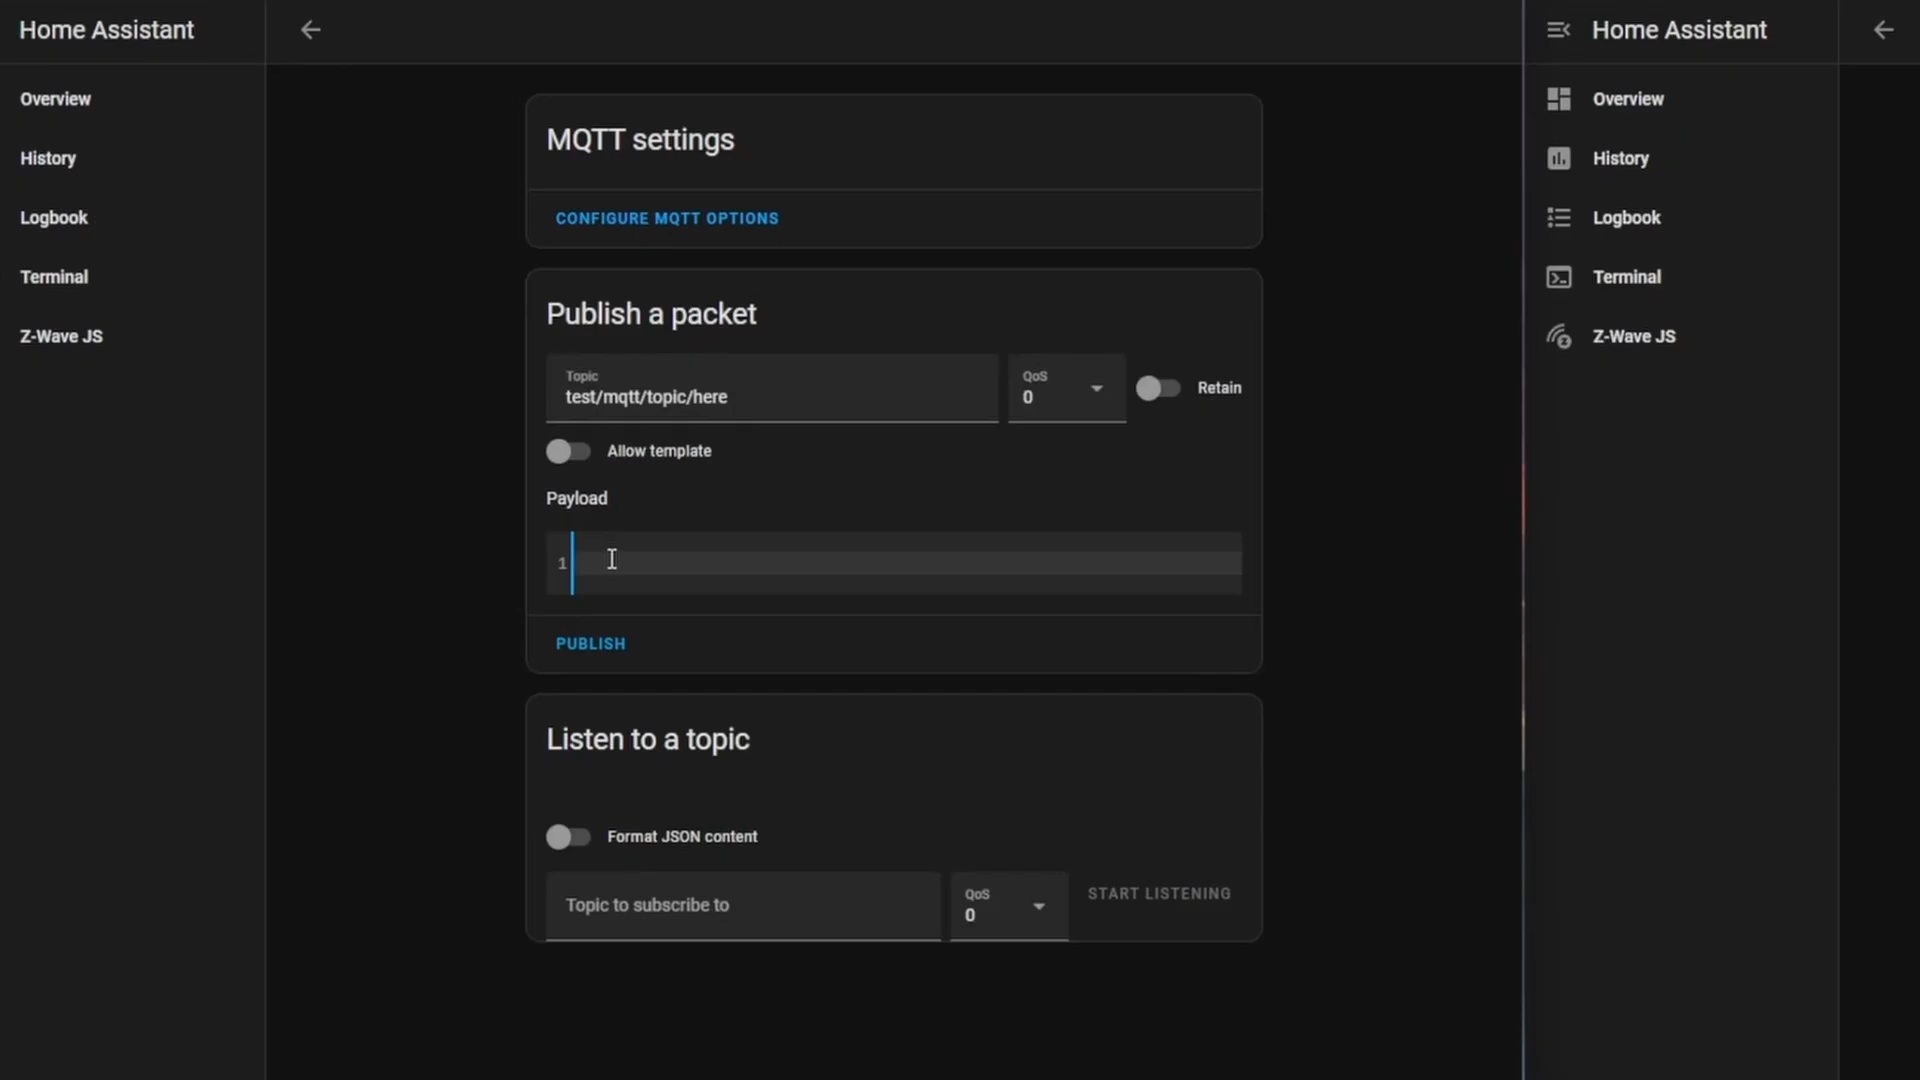 Home Assistant
Overview
History
Logbook
Terminal
Z-Wave JS
MQTT settings
CONFIGURE MQTT OPTIONS
Publish a packet
Topic
test/mqtt/topic/here
QoS
0
Retain
Allow template
Payload
1
PUBLISH
Listen to a topic
Format JSON content
Topic to subscribe to
QoS
0
START LISTENING
Home Assistant
Overview
History
Logbook
Terminal
Z-Wave JS